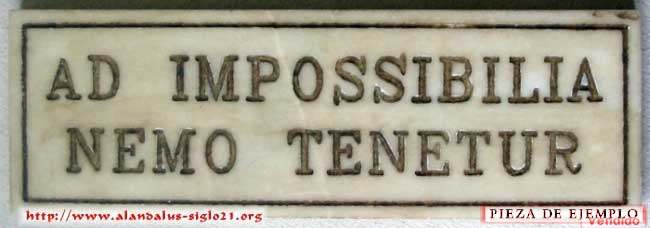 AD IMPOSSIBILIA
NEMO TENETUR
http://www.alandalus-siglo21.org
PIEZA DE EJEMPLO
Vendido